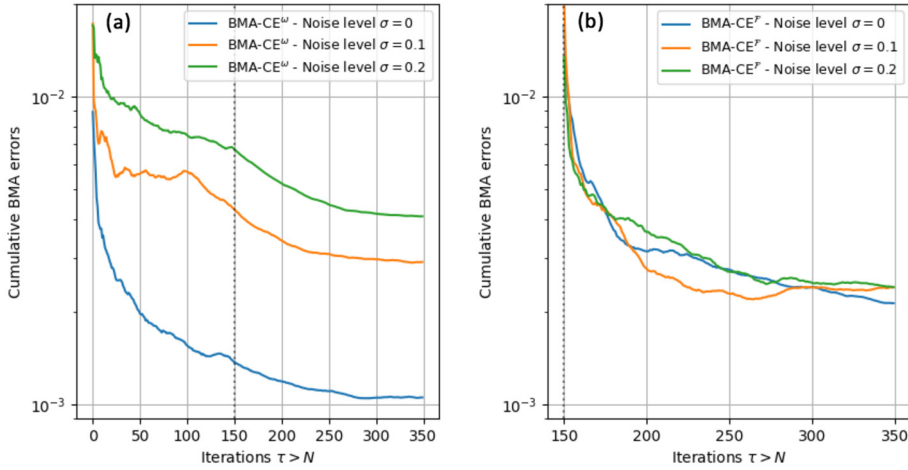 (a)
BMA-CE^ω - Noise level σ = 0
BMA-CE^ω - Noise level σ = 0.1
BMA-CE^ω - Noise level σ = 0.2
Cumulative BMA errors
10⁻²
10⁻³
0 50 100 150 200 250 300 350
Iterations τ > N
(b)
BMA-CE^𝓕 - Noise level σ = 0
BMA-CE^𝓕 - Noise level σ = 0.1
BMA-CE^𝓕 - Noise level σ = 0.2
Cumulative BMA errors
10⁻²
10⁻³
150 200 250 300 350
Iterations τ > N